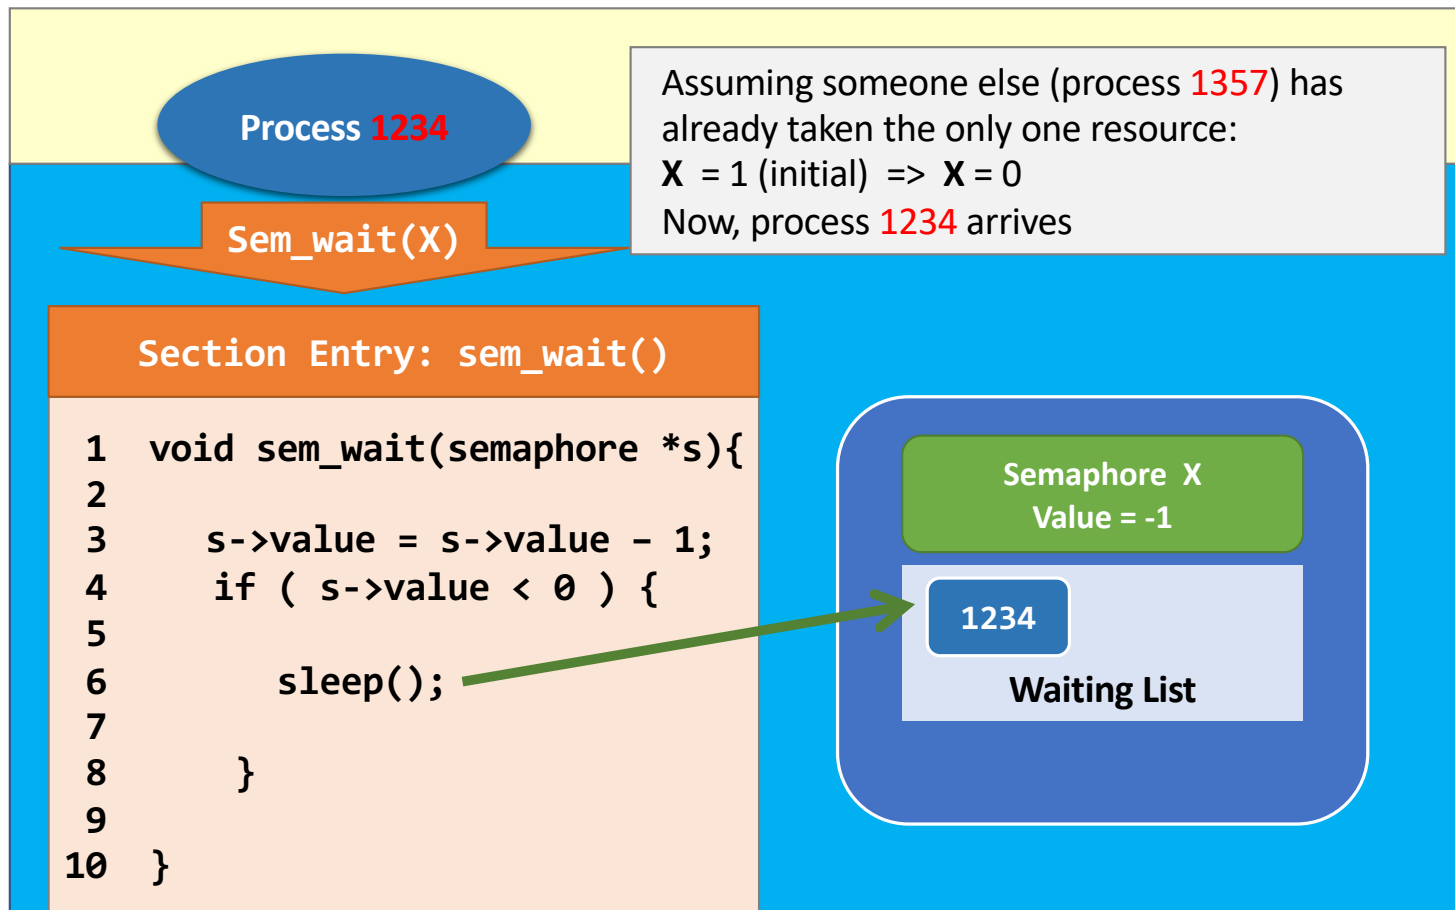 Process 1234
Assuming someone else (process 1357) has
already taken the only one resource:
X = 1 (initial) => X = 0
Now, process 1234 arrives
Sem_wait(X)
Section Entry: sem_wait()
1 void sem_wait(semaphore *s){
2
3 s->value = s->value – 1;
4 if ( s->value < 0 ) {
5
6 sleep();
7
8 }
9
10 }
Semaphore X
Value = -1
1234
Waiting List